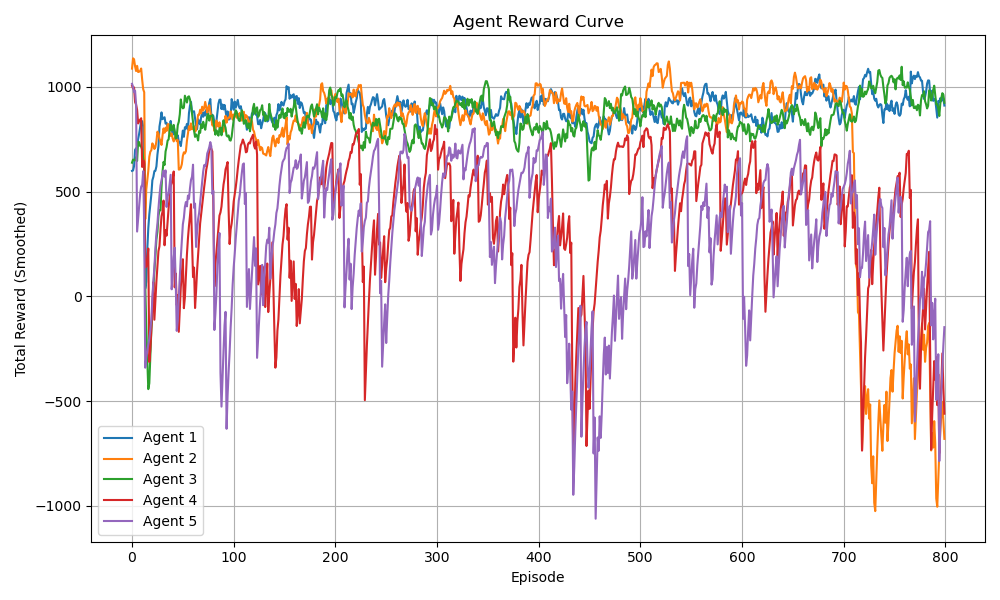 Agent Reward Curve
Total Reward (Smoothed)
1000
500
0
−500
−1000
Agent 1
Agent 2
Agent 3
Agent 4
Agent 5
0 100 200 300 400 500 600 700 800
Episode